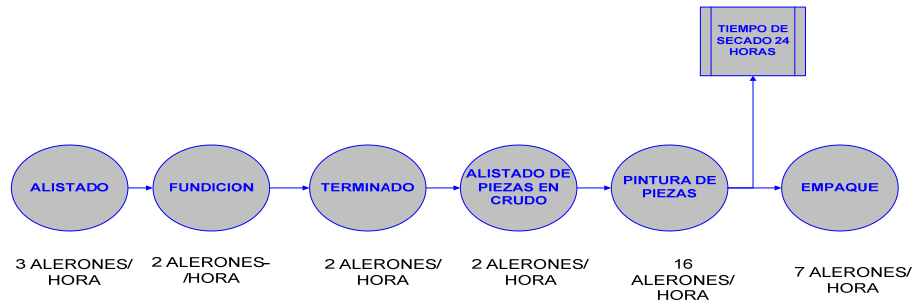 TIEMPO DE
SECADO 24
HORAS
ALISTADO
FUNDICION
TERMINADO
ALISTADO DE
PIEZAS EN
CRUDO
PINTURA DE
PIEZAS
EMPAQUE
3 ALERONES/
HORA
2 ALERONES-
/HORA
2 ALERONES/
HORA
2 ALERONES/
HORA
16
ALERONES/
HORA
7 ALERONES/
HORA